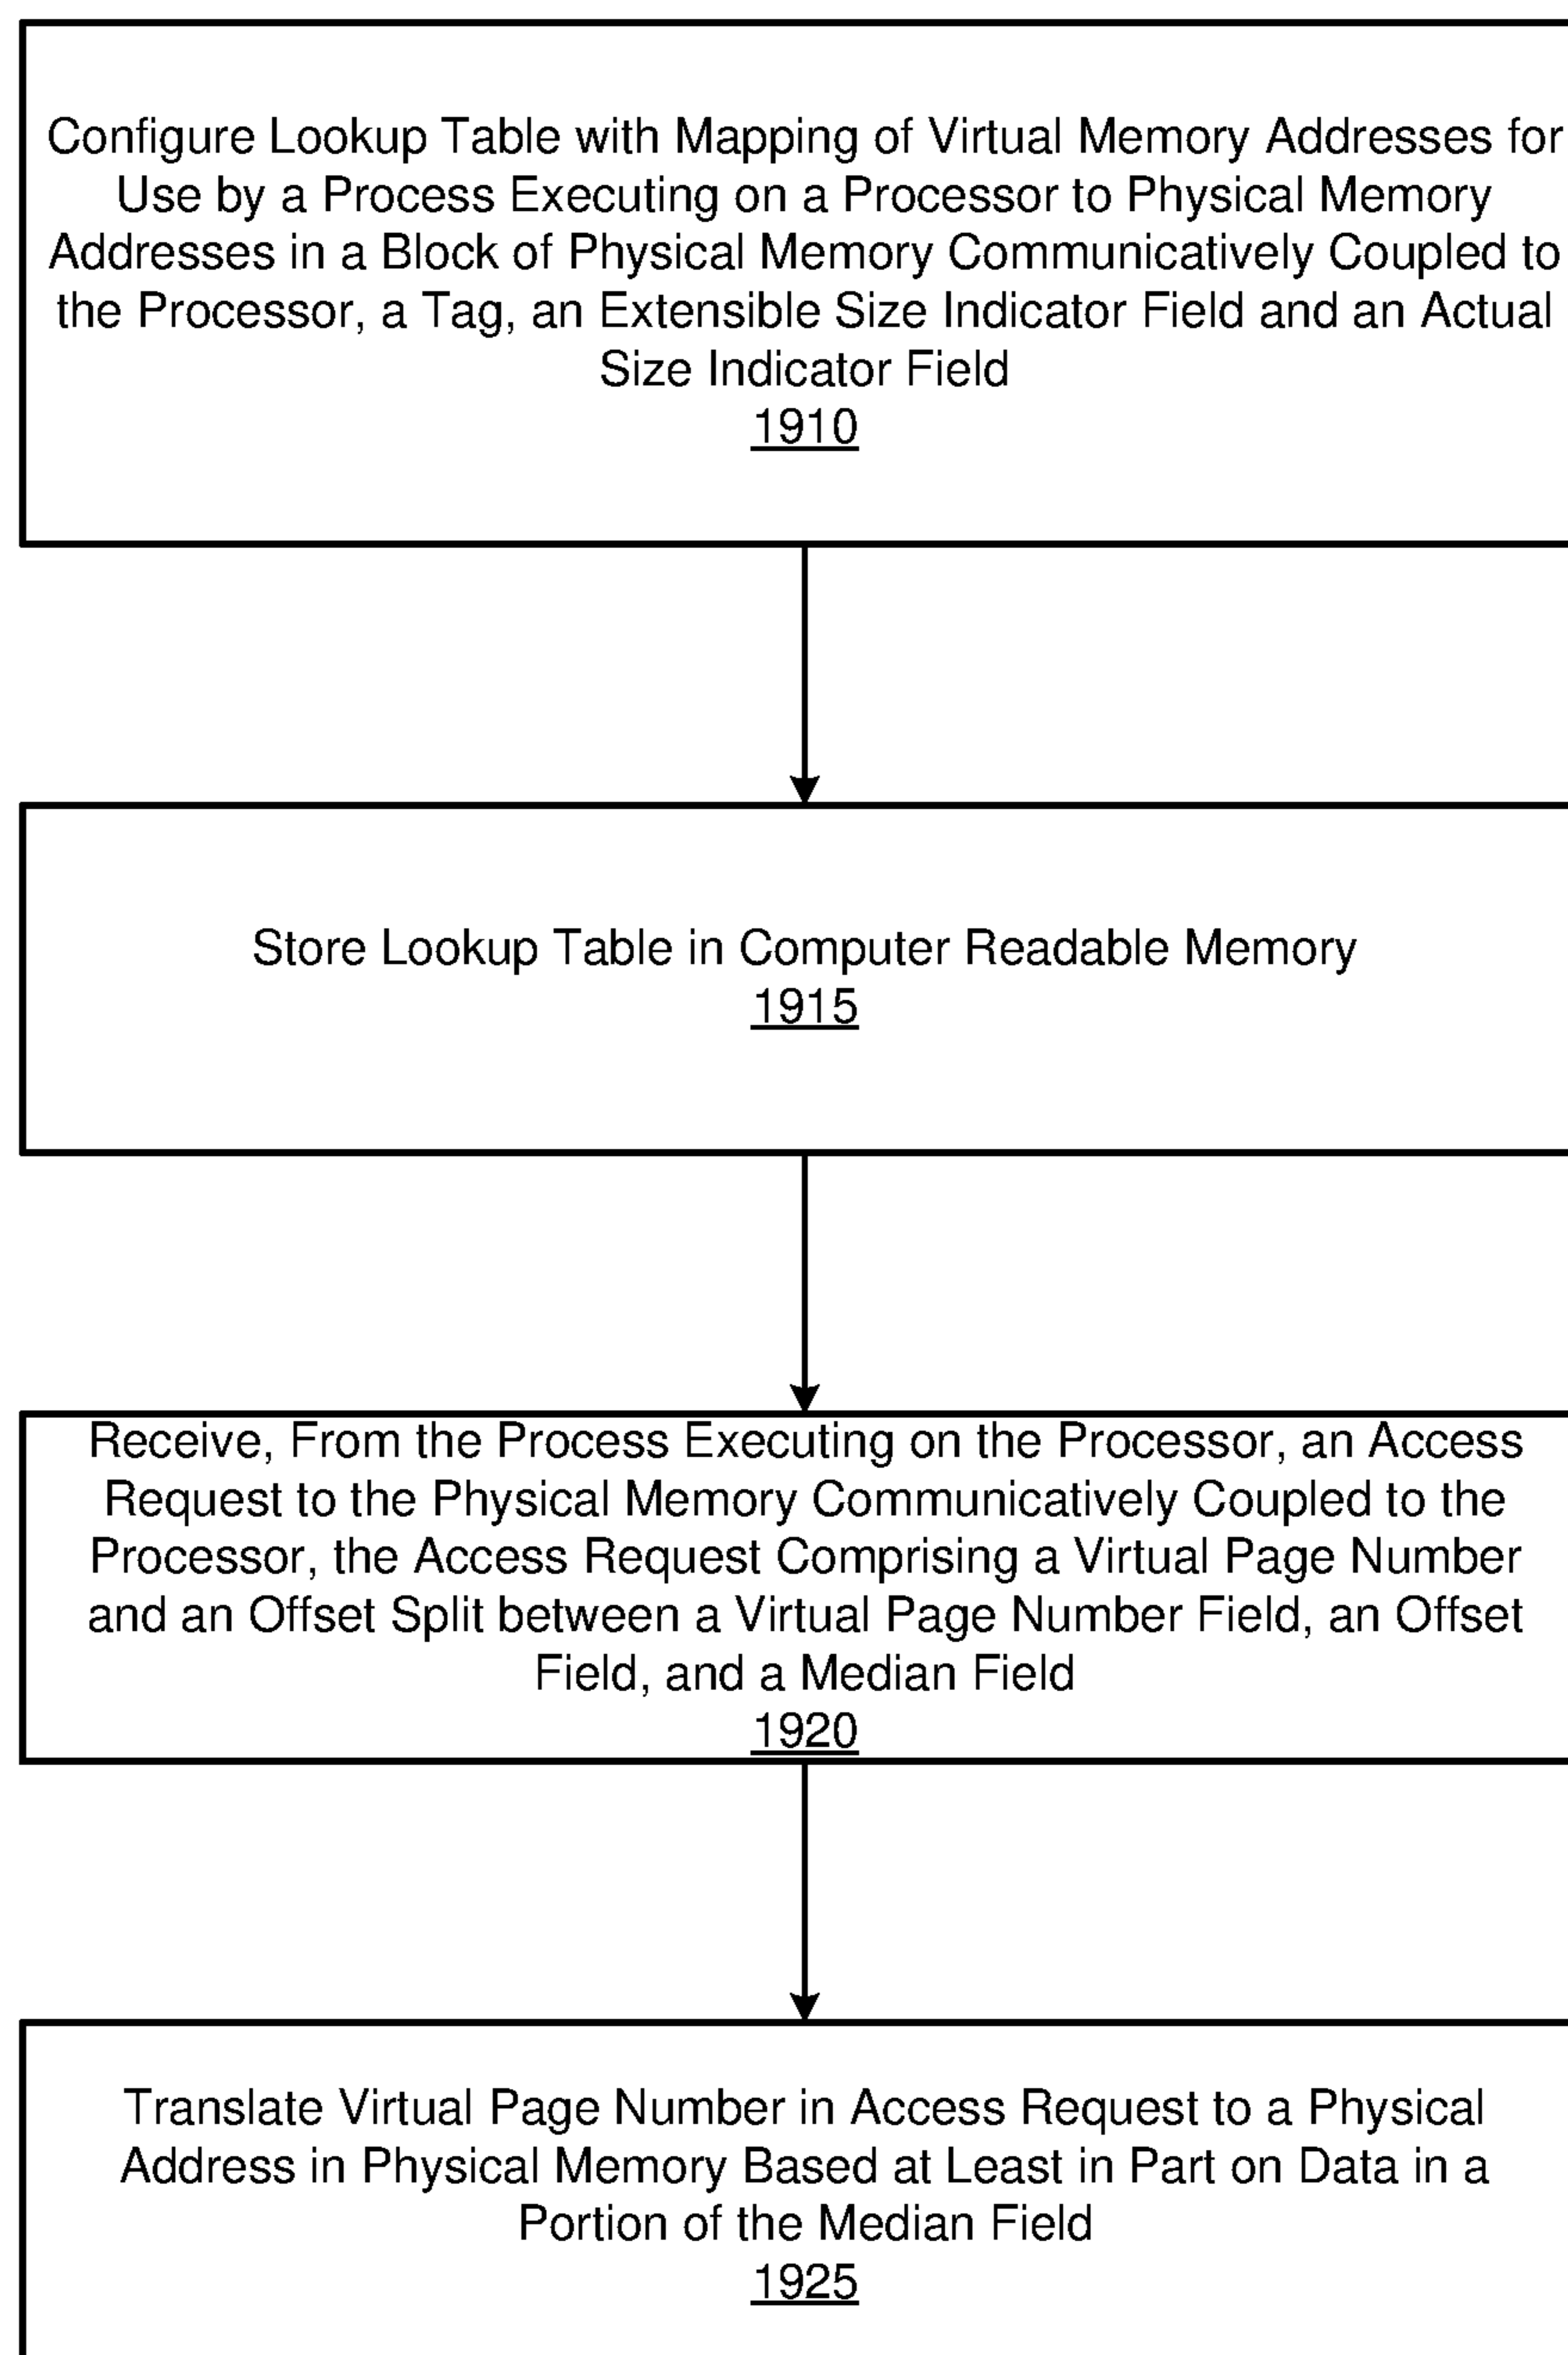 Configure Lookup Table with Mapping of Virtual Memory Addresses for
Use by a Process Executing on a Processor to Physical Memory
Addresses in a Block of Physical Memory Communicatively Coupled to
the Processor, a Tag, an Extensible Size Indicator Field and an Actual
Size Indicator Field
1910
Store Lookup Table in Computer Readable Memory
1915
Receive, From the Process Executing on the Processor, an Access
Request to the Physical Memory Communicatively Coupled to the
Processor, the Access Request Comprising a Virtual Page Number
and an Offset Split between a Virtual Page Number Field, an Offset
Field, and a Median Field
1920
Translate Virtual Page Number in Access Request to a Physical
Address in Physical Memory Based at Least in Part on Data in a
Portion of the Median Field
1925